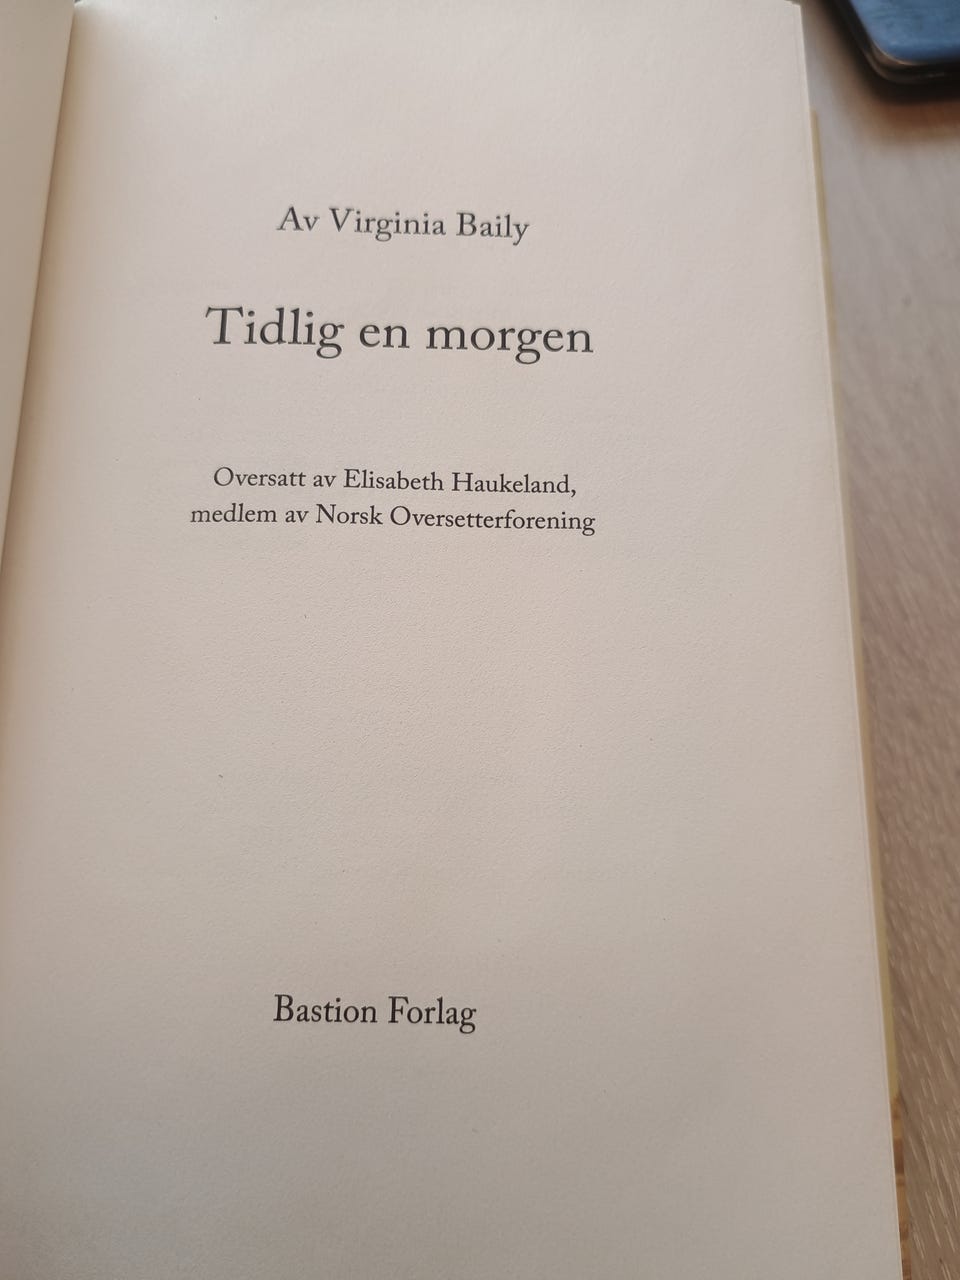 Av Virginia Baily
Tidlig en morgen
Oversatt av Elisabeth Haukeland,
medlem av Norsk Oversetterforening
Bastion Forlag